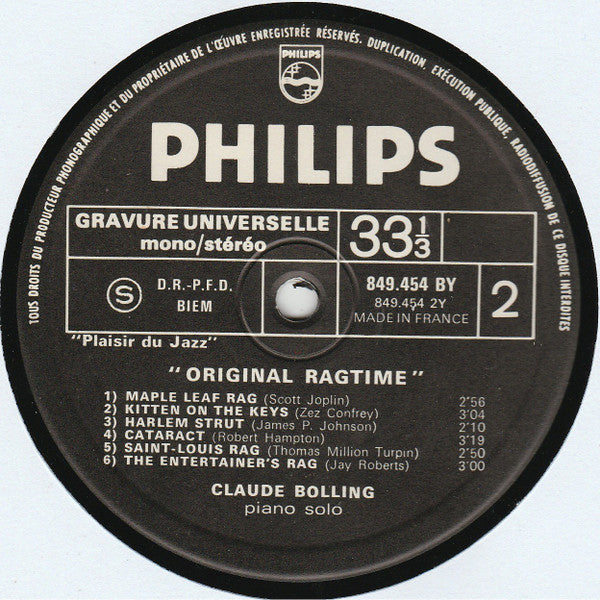 TOUS DROITS DU PRODUCTEUR PHONOGRAPHIQUE ET DU PROPRIÉTAIRE DE L'ŒUVRE ENREGISTRÉE RÉSERVÉS. DUPLICATION, EXÉCUTION PUBLIQUE, RADIODIFFUSION DE CE DISQUE INTERDITES
PHILIPS
PHILIPS
GRAVURE UNIVERSELLE
mono/stéréo
33 1/3
S
D.R.-P.F.D.
BIEM
849.454 BY
849.454 2Y
MADE IN FRANCE
2
"Plaisir du Jazz"
"ORIGINAL RAGTIME"
1) MAPLE LEAF RAG (Scott Joplin) 2'56
2) KITTEN ON THE KEYS (Zez Confrey) 3'04
3) HARLEM STRUT (James P. Johnson) 2'10
4) CATARACT (Robert Hampton) 3'19
5) SAINT-LOUIS RAG (Thomas Million Turpin) 2'50
6) THE ENTERTAINER'S RAG (Jay Roberts) 3'00
CLAUDE BOLLING
piano solo